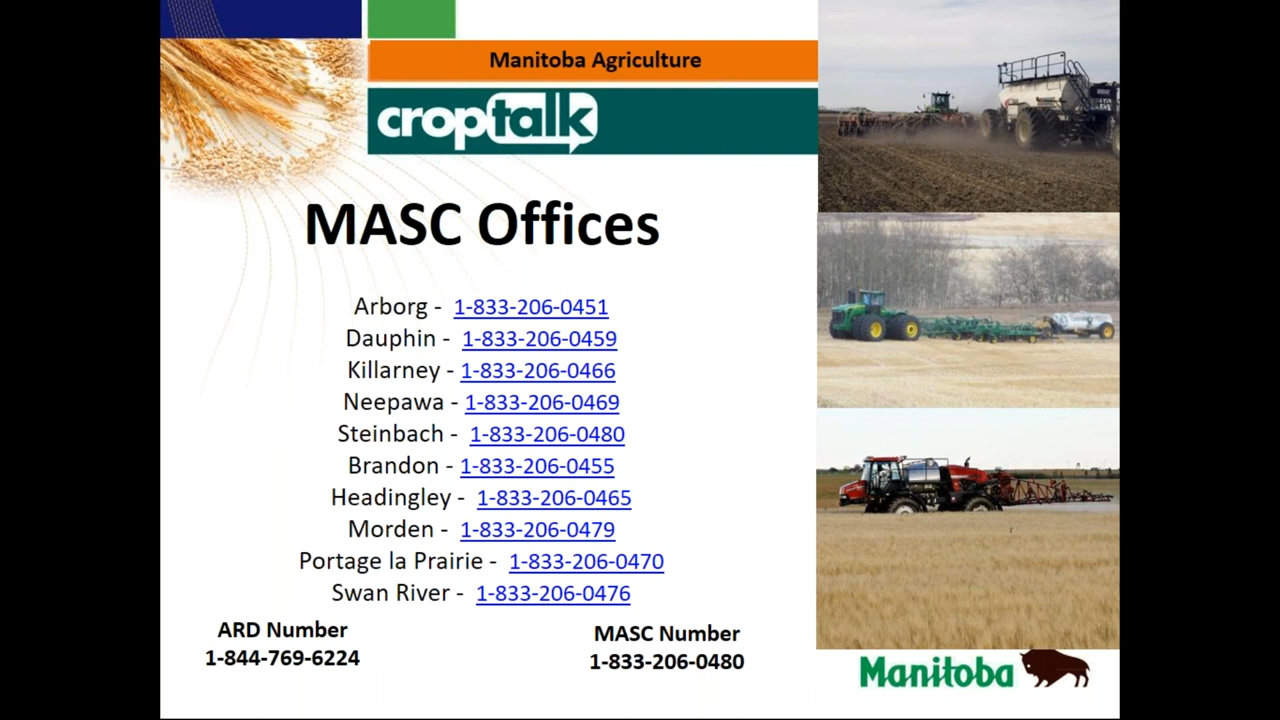 Manitoba Agriculture
croptalk
MASC Offices
Arborg - 1-833-206-0451
Dauphin - 1-833-206-0459
Killarney - 1-833-206-0466
Neepawa - 1-833-206-0469
Steinbach - 1-833-206-0480
Brandon - 1-833-206-0455
Headingley - 1-833-206-0465
Morden - 1-833-206-0479
Portage la Prairie - 1-833-206-0470
Swan River - 1-833-206-0476
ARD Number
1-844-769-6224
MASC Number
1-833-206-0480
Manitoba